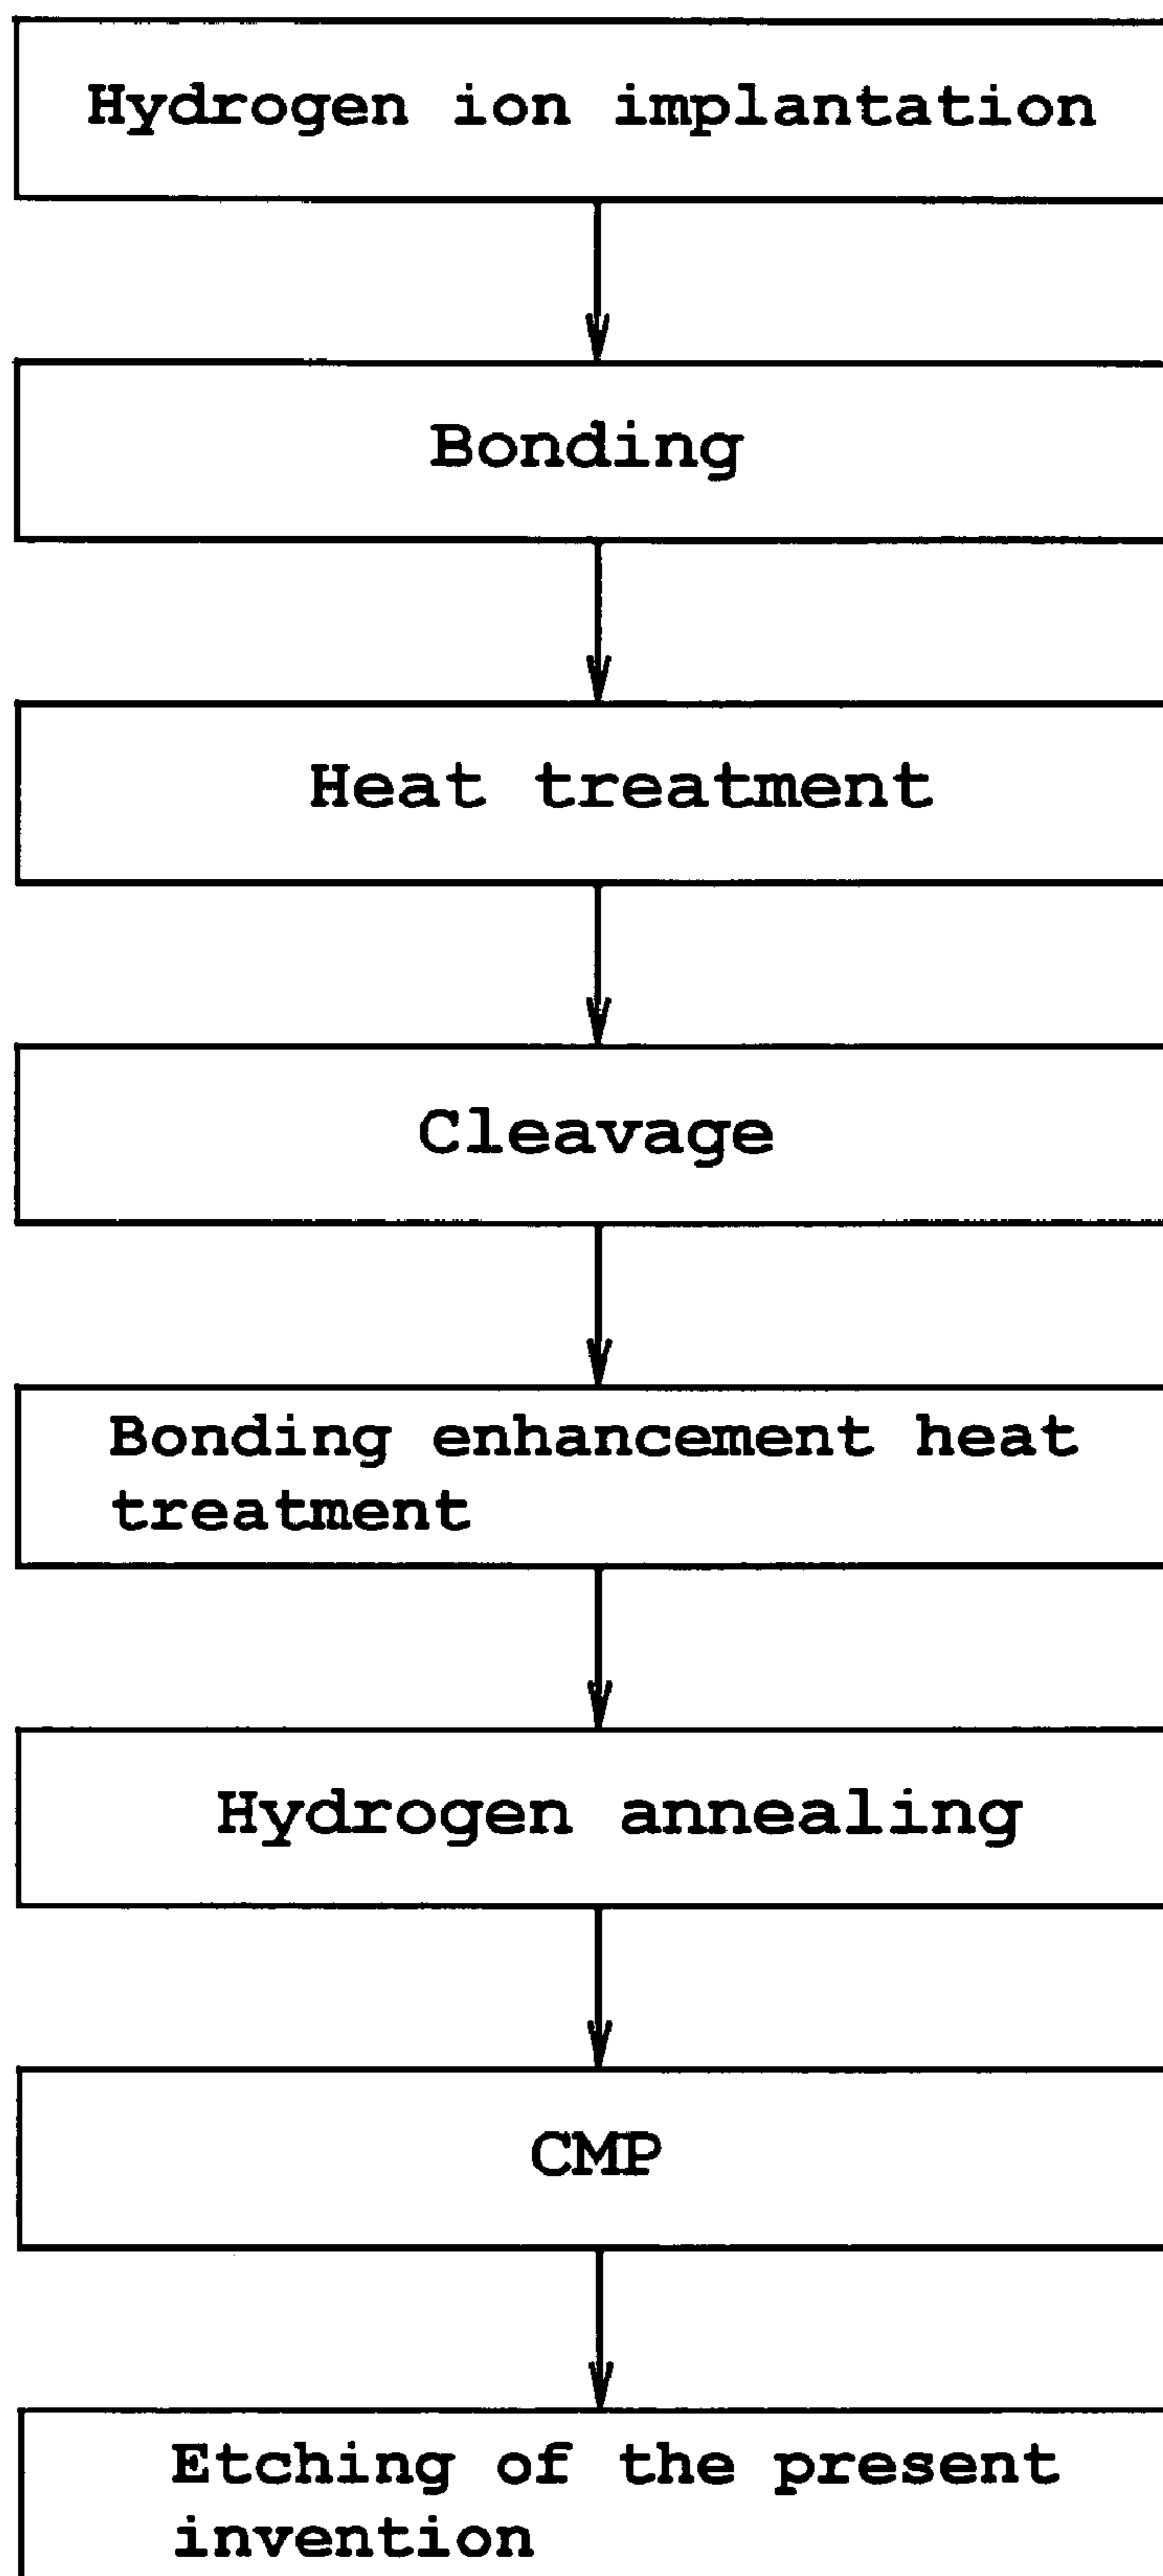 Hydrogen ion implantation
Bonding
Heat treatment
Cleavage
Bonding enhancement heat
treatment
Hydrogen annealing
CMP
Etching of the present
invention